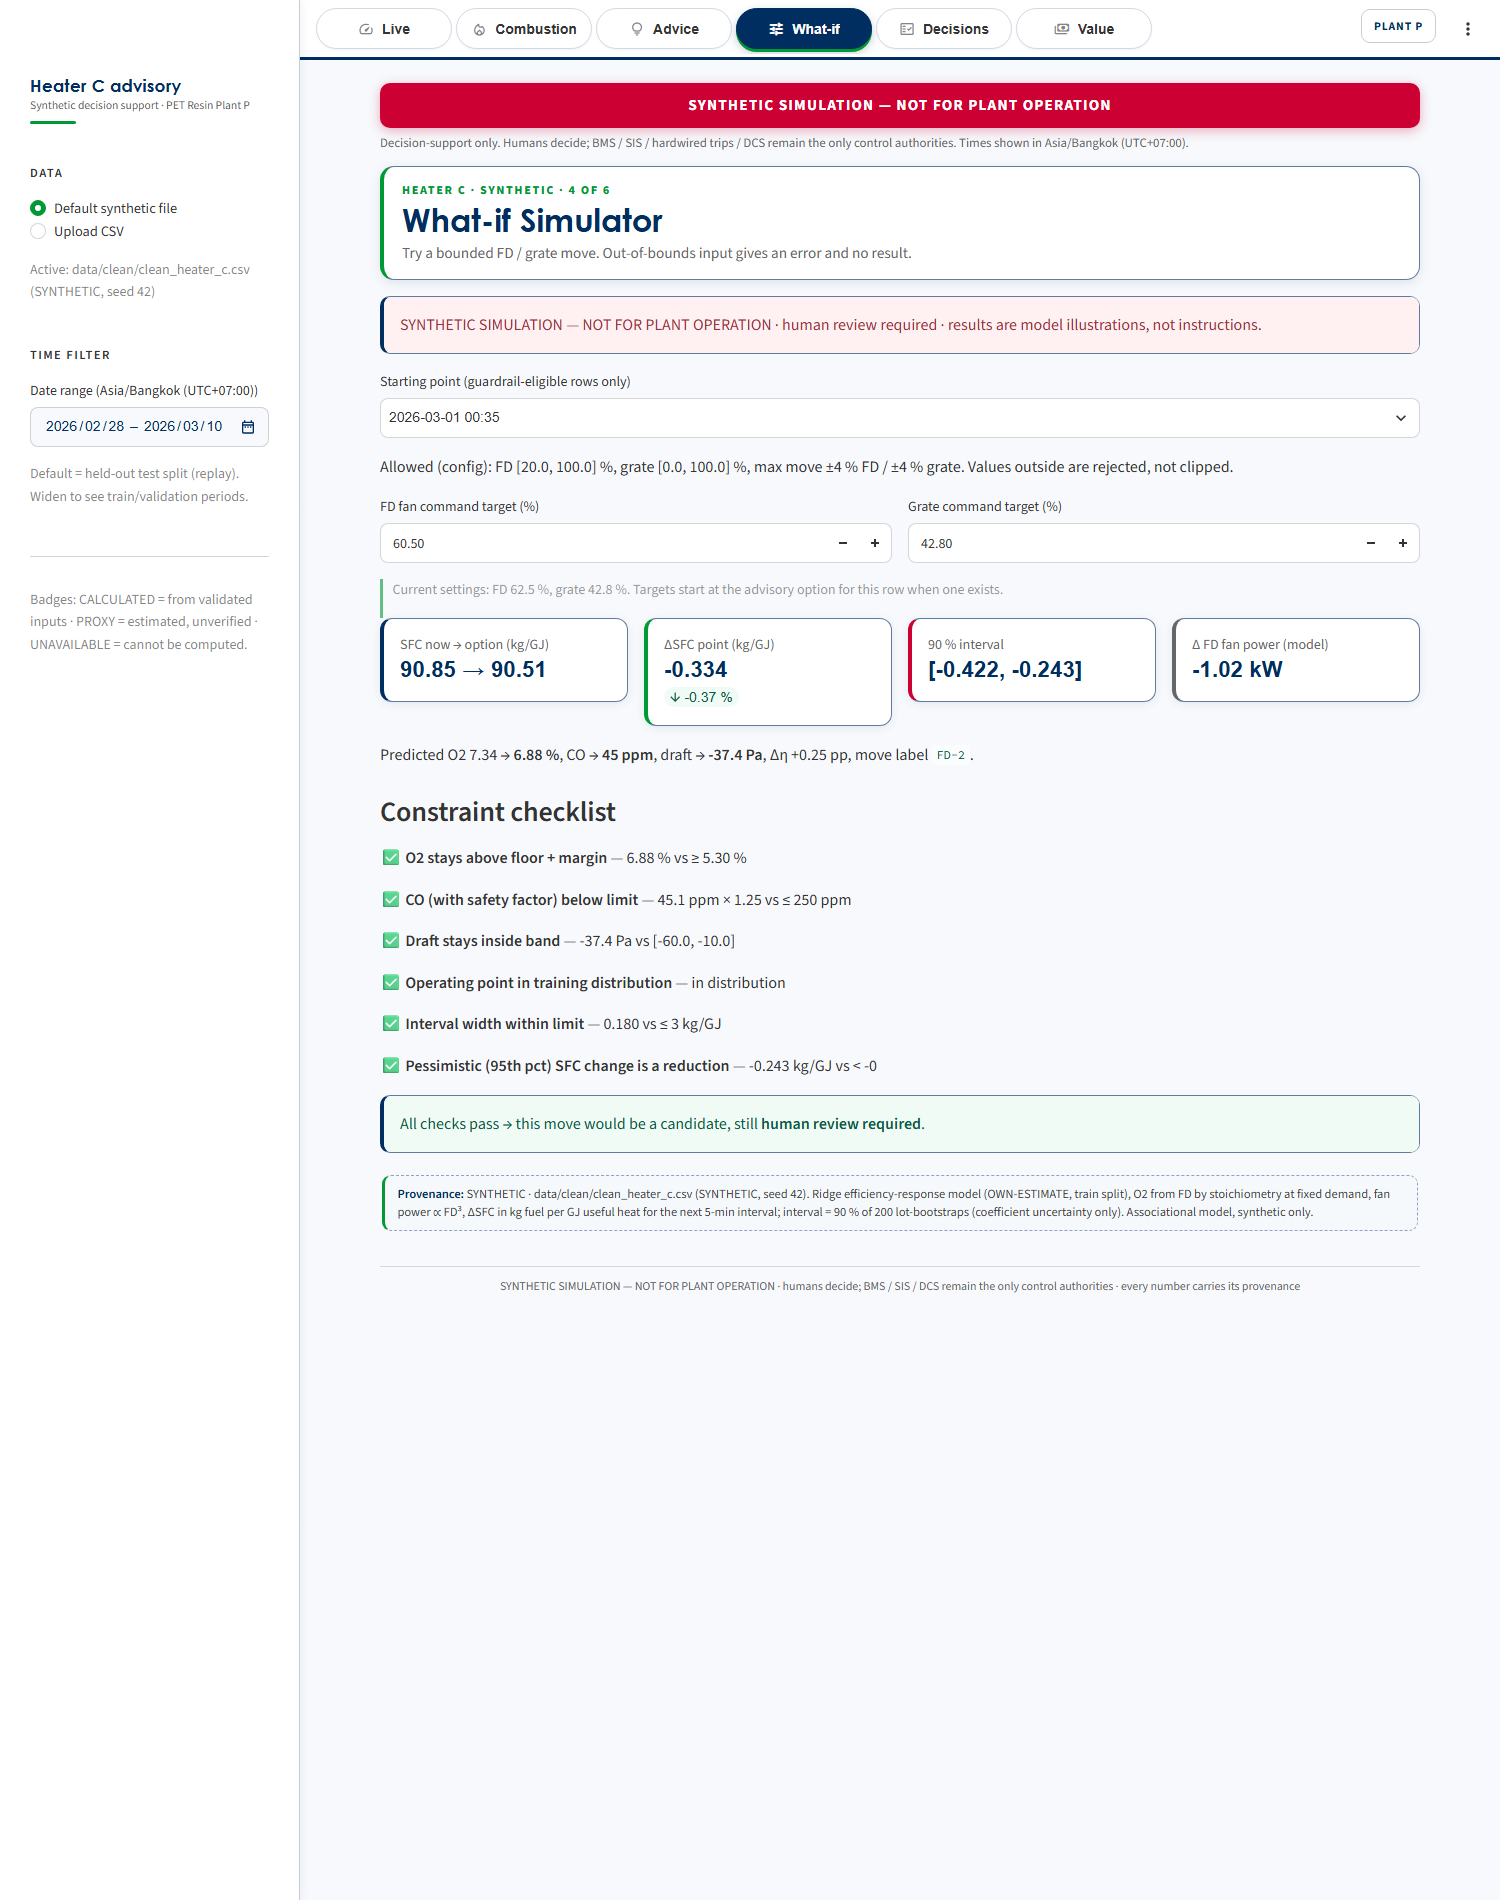 Live
Combustion
Advice
What-if
Decisions
Value
PLANT P
Heater C advisory
Synthetic decision support · PET Resin Plant P
DATA
Default synthetic file
Upload CSV
Active: data/clean/clean_heater_c.csv
(SYNTHETIC, seed 42)
TIME FILTER
Date range (Asia/Bangkok (UTC+07:00))
2026/02/28 – 2026/03/10
Default = held-out test split (replay).
Widen to see train/validation periods.
Badges: CALCULATED = from validated
inputs · PROXY = estimated, unverified ·
UNAVAILABLE = cannot be computed.
SYNTHETIC SIMULATION — NOT FOR PLANT OPERATION
Decision-support only. Humans decide; BMS / SIS / hardwired trips / DCS remain the only control authorities. Times shown in Asia/Bangkok (UTC+07:00).
HEATER C · SYNTHETIC · 4 OF 6
What-if Simulator
Try a bounded FD / grate move. Out-of-bounds input gives an error and no result.
SYNTHETIC SIMULATION — NOT FOR PLANT OPERATION · human review required · results are model illustrations, not instructions.
Starting point (guardrail-eligible rows only)
2026-03-01 00:35
Allowed (config): FD [20.0, 100.0] %, grate [0.0, 100.0] %, max move ±4 % FD / ±4 % grate. Values outside are rejected, not clipped.
FD fan command target (%)
60.50
Grate command target (%)
42.80
Current settings: FD 62.5 %, grate 42.8 %. Targets start at the advisory option for this row when one exists.
SFC now → option (kg/GJ)
90.85 → 90.51
ΔSFC point (kg/GJ)
-0.334
↓ -0.37 %
90 % interval
[-0.422, -0.243]
Δ FD fan power (model)
-1.02 kW
Predicted O2 7.34 → 6.88 %, CO → 45 ppm, draft → -37.4 Pa, Δη +0.25 pp, move label FD-2 .
Constraint checklist
✅ O2 stays above floor + margin — 6.88 % vs ≥ 5.30 %
✅ CO (with safety factor) below limit — 45.1 ppm × 1.25 vs ≤ 250 ppm
✅ Draft stays inside band — -37.4 Pa vs [-60.0, -10.0]
✅ Operating point in training distribution — in distribution
✅ Interval width within limit — 0.180 vs ≤ 3 kg/GJ
✅ Pessimistic (95th pct) SFC change is a reduction — -0.243 kg/GJ vs < -0
All checks pass → this move would be a candidate, still human review required.
Provenance: SYNTHETIC · data/clean/clean_heater_c.csv (SYNTHETIC, seed 42). Ridge efficiency-response model (OWN-ESTIMATE, train split), O2 from FD by stoichiometry at fixed demand, fan
power ∝ FD³, ΔSFC in kg fuel per GJ useful heat for the next 5-min interval; interval = 90 % of 200 lot-bootstraps (coefficient uncertainty only). Associational model, synthetic only.
SYNTHETIC SIMULATION — NOT FOR PLANT OPERATION · humans decide; BMS / SIS / DCS remain the only control authorities · every number carries its provenance